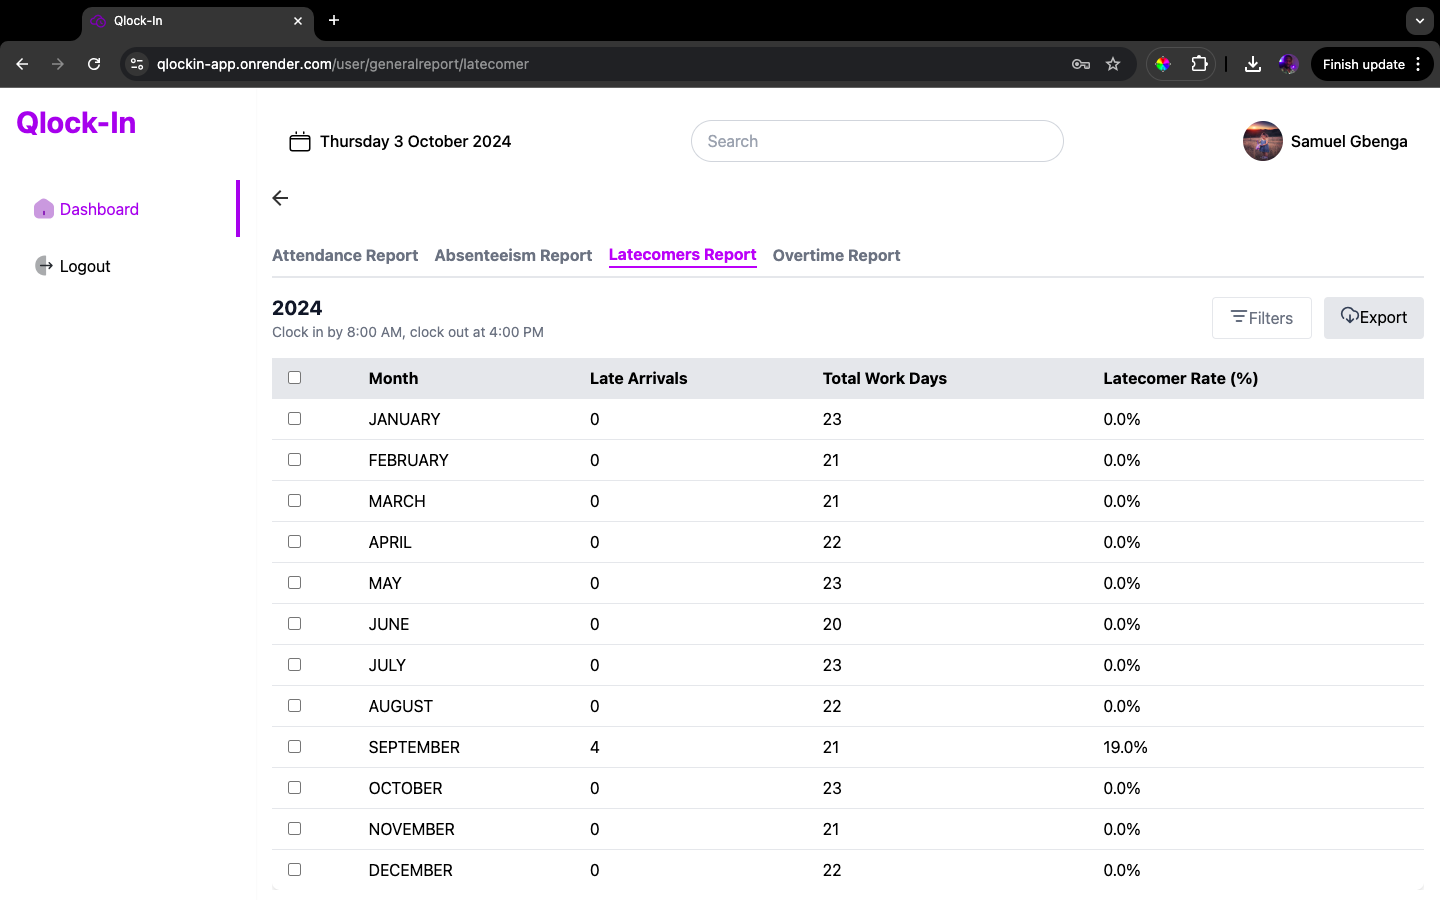 Qlock-In
qlockin-app.onrender.com/user/generalreport/latecomer
Finish update
Qlock-In
Thursday 3 October 2024
Search
Samuel Gbenga
Dashboard
Logout
Attendance Report Absenteeism Report Latecomers Report Overtime Report
2024
Clock in by 8:00 AM, clock out at 4:00 PM
Filters
Export
Month Late Arrivals Total Work Days Latecomer Rate (%)
JANUARY 0 23 0.0%
FEBRUARY 0 21 0.0%
MARCH 0 21 0.0%
APRIL 0 22 0.0%
MAY 0 23 0.0%
JUNE 0 20 0.0%
JULY 0 23 0.0%
AUGUST 0 22 0.0%
SEPTEMBER 4 21 19.0%
OCTOBER 0 23 0.0%
NOVEMBER 0 21 0.0%
DECEMBER 0 22 0.0%